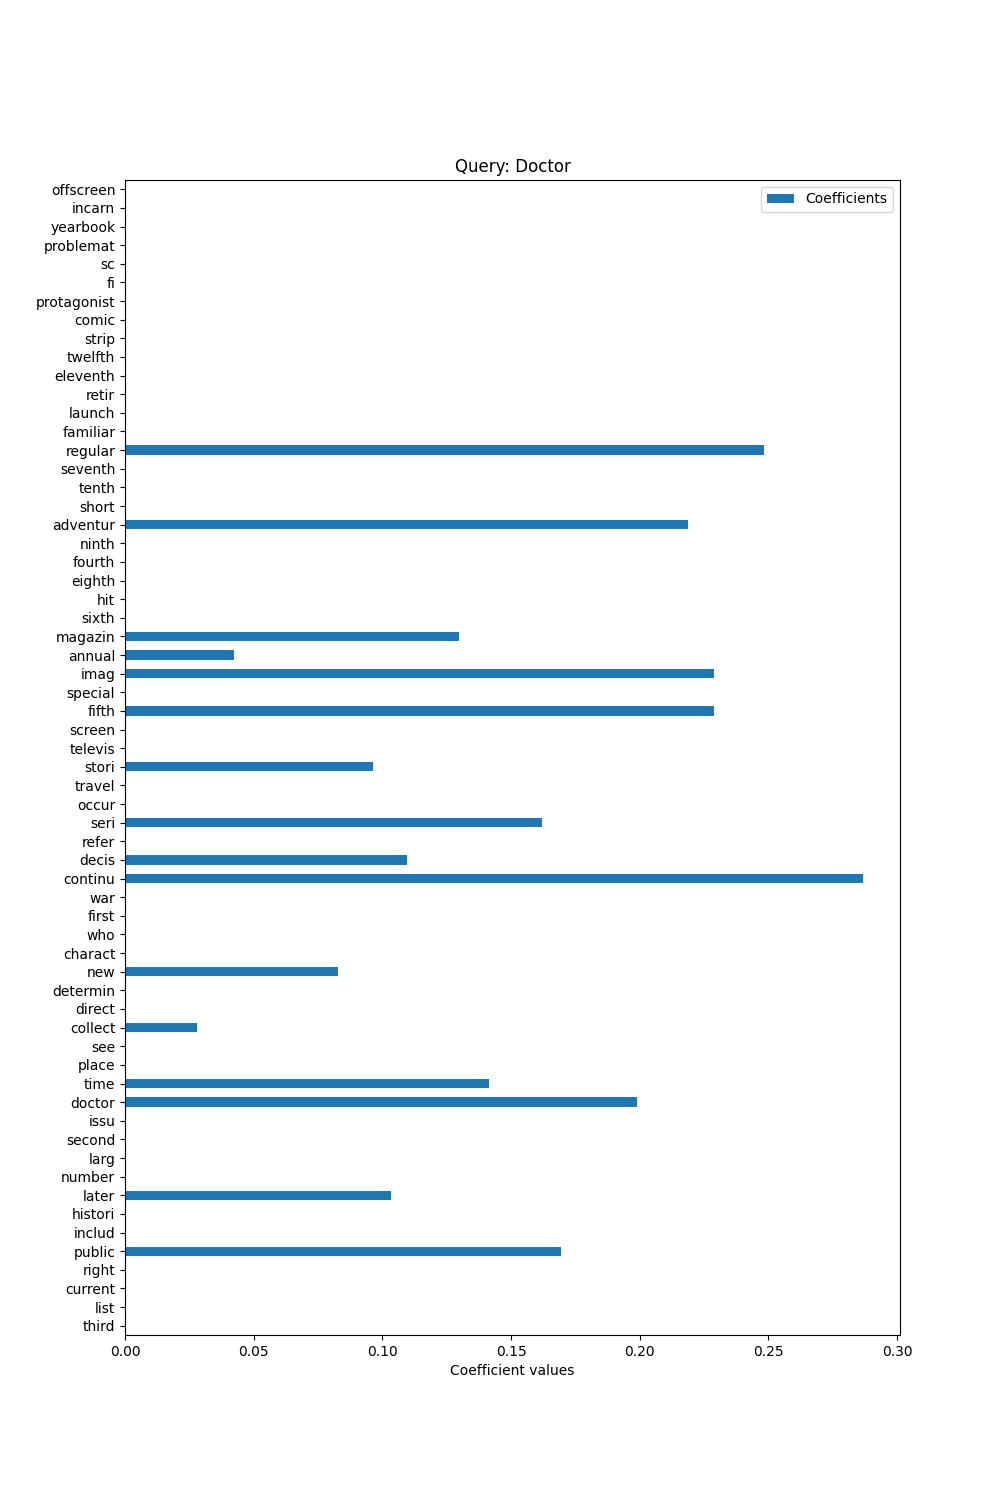 Query: Doctor
Coefficients
offscreen
incarn
yearbook
problemat
sc
fi
protagonist
comic
strip
twelfth
eleventh
retir
launch
familiar
regular
seventh
tenth
short
adventur
ninth
fourth
eighth
hit
sixth
magazin
annual
imag
special
fifth
screen
televis
stori
travel
occur
seri
refer
decis
continu
war
first
who
charact
new
determin
direct
collect
see
place
time
doctor
issu
second
larg
number
later
histori
includ
public
right
current
list
third
0.00 0.05 0.10 0.15 0.20 0.25 0.30
Coefficient values